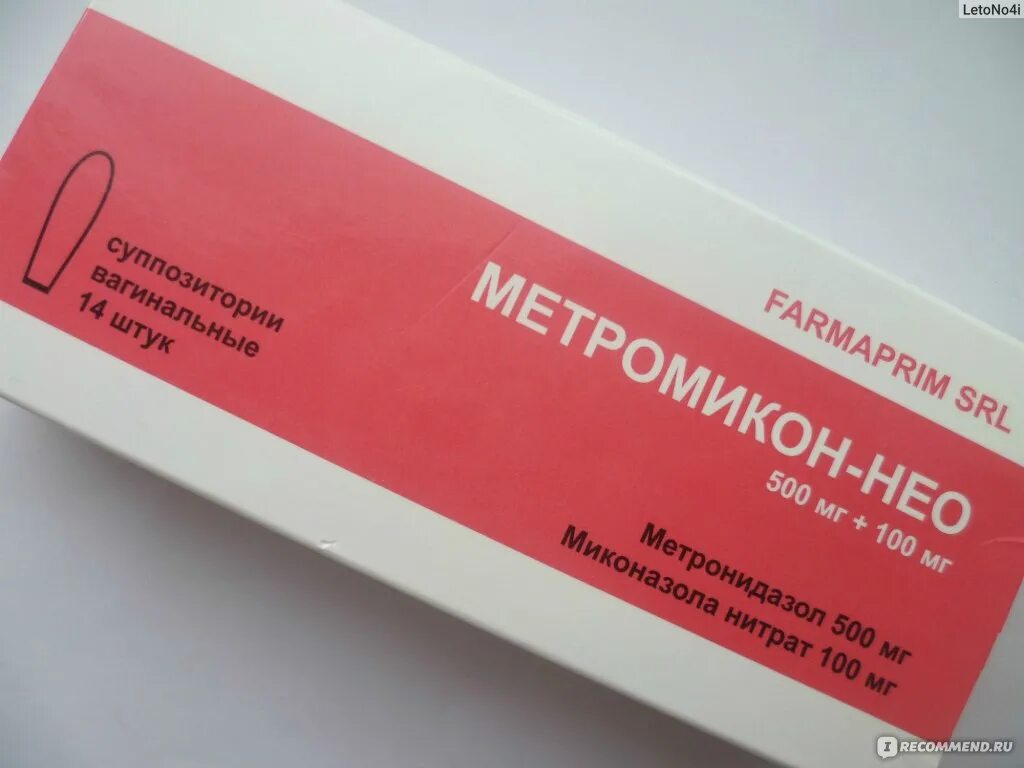 LetoNo4i
FARMAPRIM SRL
МЕТРОМИКОН-НЕО
500 мг + 100 мг
Метронидазол 500 мг
Миконазола нитрат 100 мг
суппозитории
вагинальные
14 штук
IRECOMMEND.RU